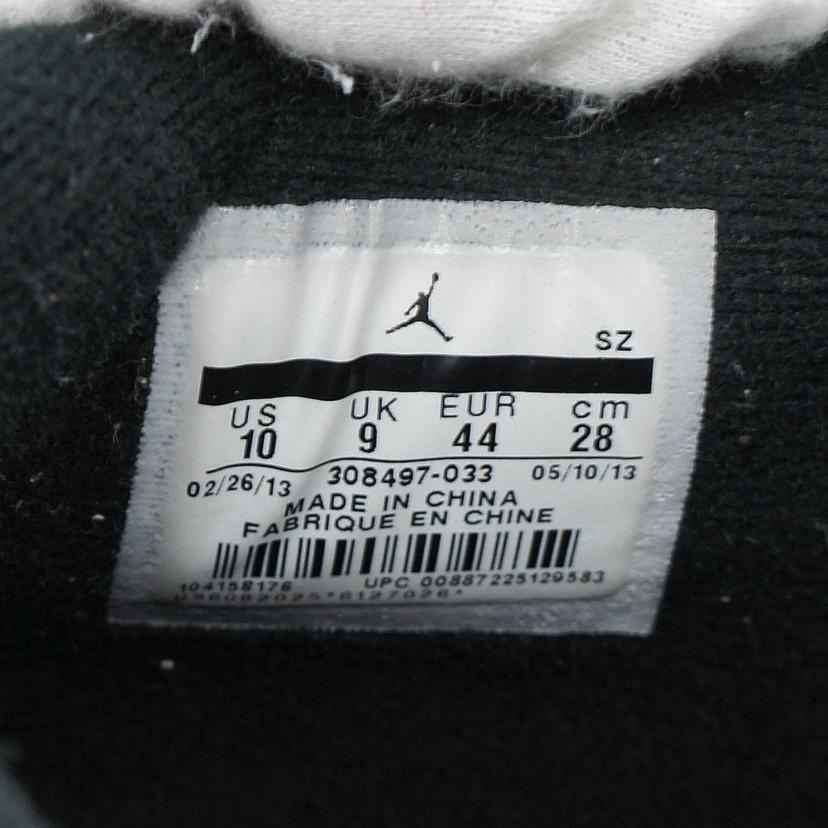 SZ
US UK EUR cm
10 9 44 28
02/26/13 308497-033 05/10/13
MADE IN CHINA
FABRIQUE EN CHINE
104158176 UPC 00887225129583